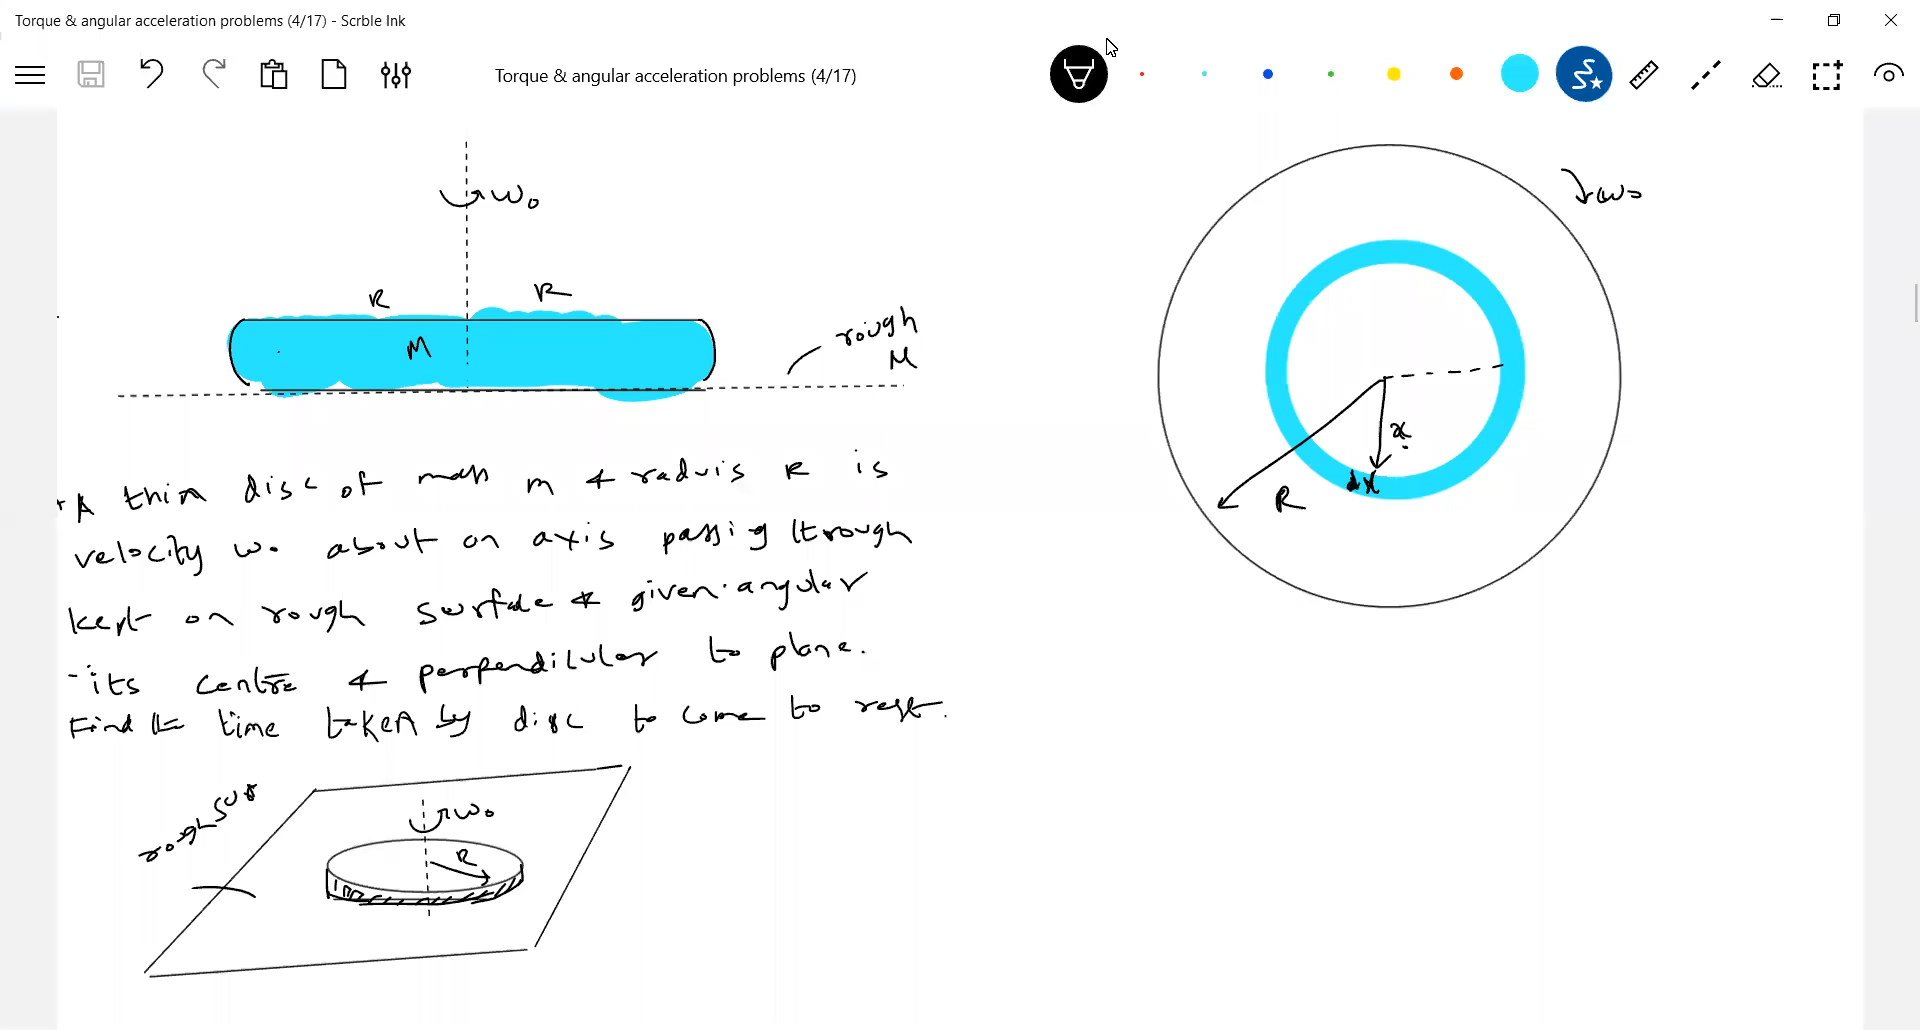 Torque & angular acceleration problems (4/17) - Scrble Ink
Torque & angular acceleration problems (4/17)
ω₀
R R
M
rough
μ
A thin disc of mass m & radius R is
velocity ω₀ about an axis passing through
kept on rough surface & given angular
its centre & perpendicular to plane.
Find the time taken by disc to come to rest.
rough sur
ω₀
R
ω₀
x
dx
R